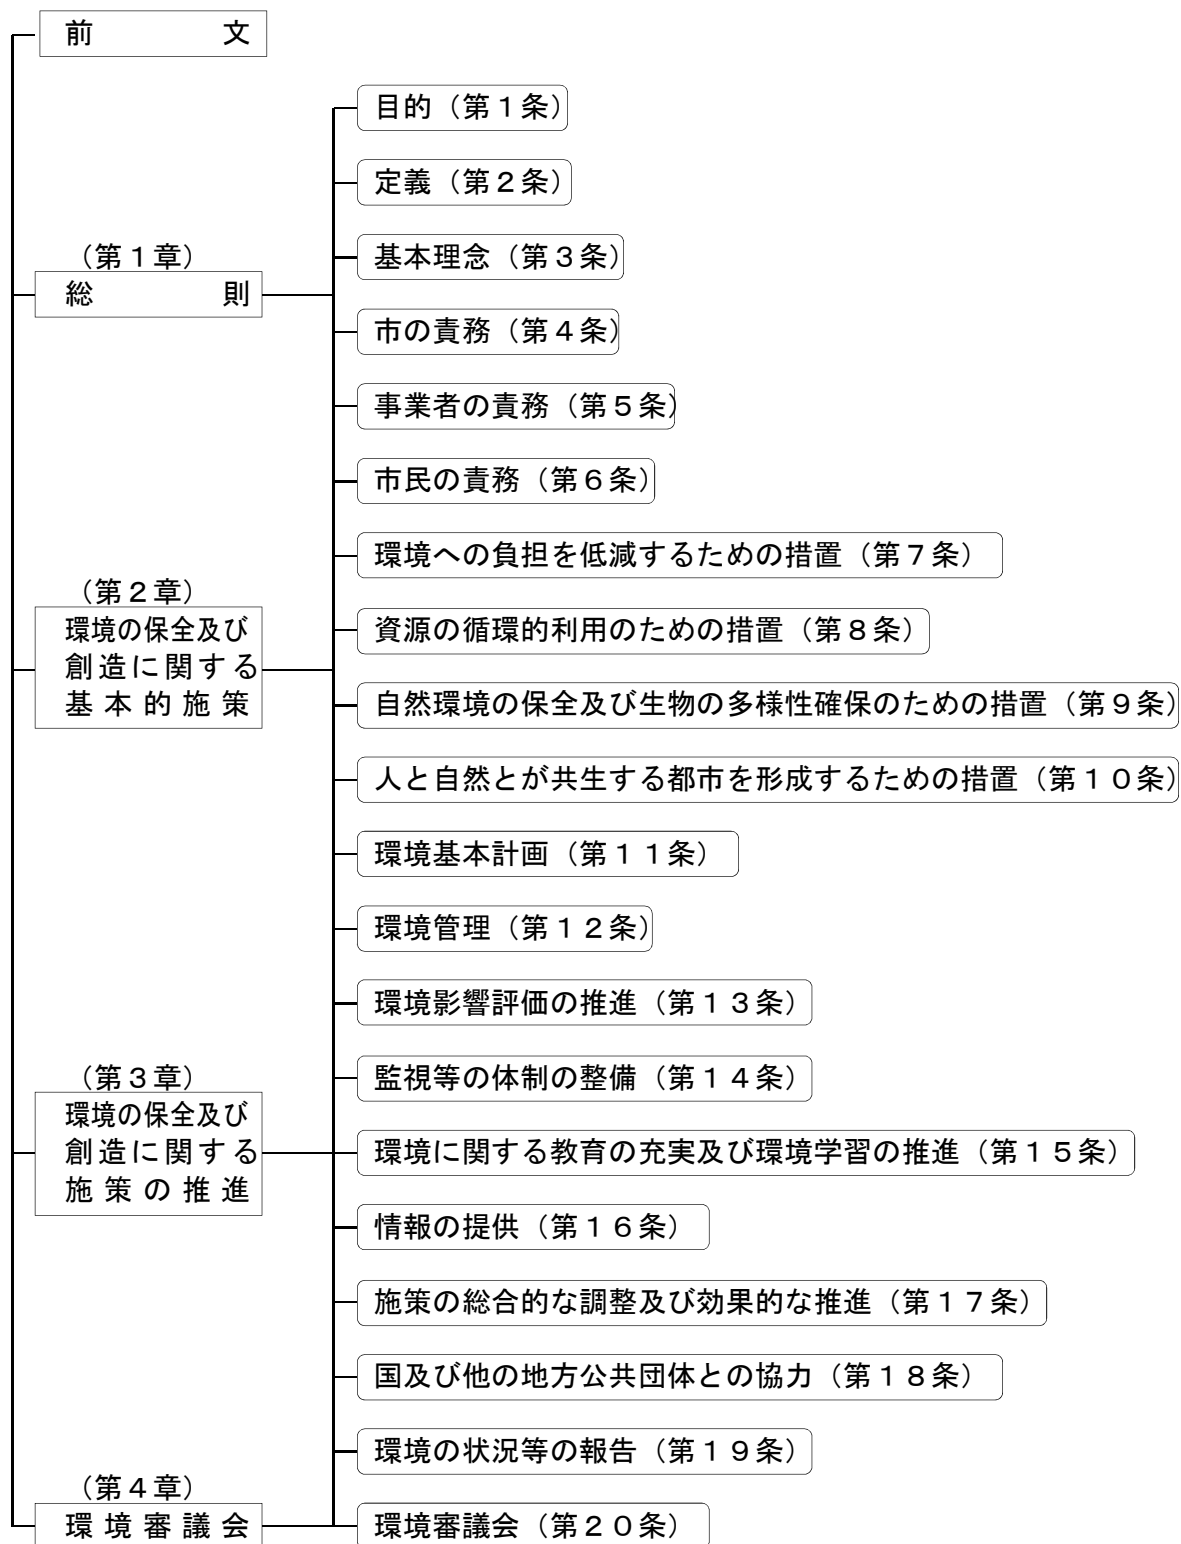 前　　　　文
目的（第１条）
定義（第２条）
（第１章）
総　　　　則
基本理念（第３条）
市の責務（第４条）
事業者の責務（第５条）
市民の責務（第６条）
環境への負担を低減するための措置（第７条）
（第２章）
環境の保全及び
創造に関する
基本的施策
資源の循環的利用のための措置（第８条）
自然環境の保全及び生物の多様性確保のための措置（第９条）
人と自然とが共生する都市を形成するための措置（第１０条）
環境基本計画（第１１条）
環境管理（第１２条）
環境影響評価の推進（第１３条）
監視等の体制の整備（第１４条）
（第３章）
環境の保全及び
創造に関する
施策の推進
環境に関する教育の充実及び環境学習の推進（第１５条）
情報の提供（第１６条）
施策の総合的な調整及び効果的な推進（第１７条）
国及び他の地方公共団体との協力（第１８条）
環境の状況等の報告（第１９条）
（第４章）
環境審議会
環境審議会（第２０条）